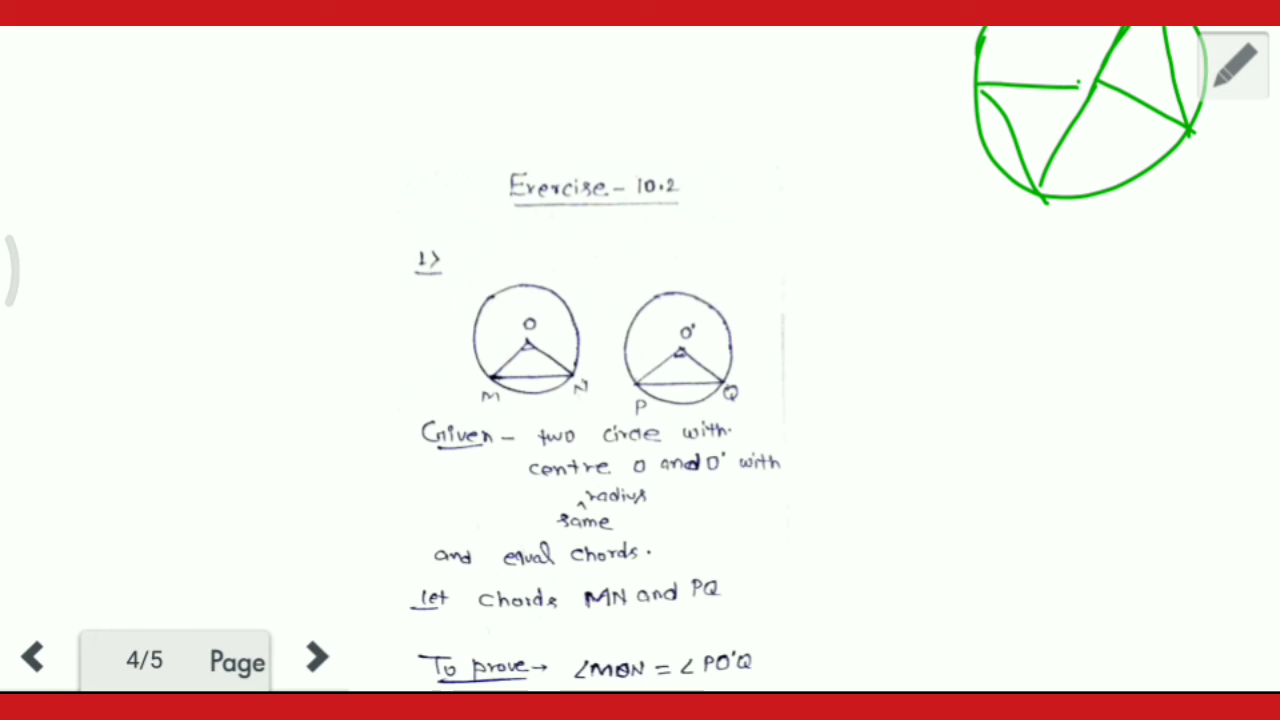 Exercise - 10.2
1>
O
O'
M
N
P
Q
Given - two circle with
centre O and O' with
radius
same
and equal chords.
let chords MN and PQ
To prove → ∠MON = ∠PO'Q
4/5 Page